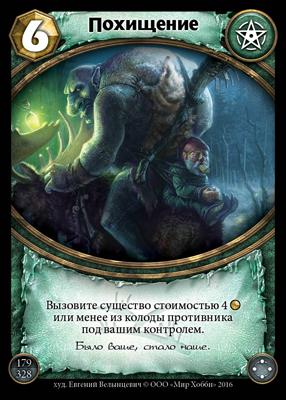 6
Похищение
Вызовите существо стоимостью 4
или менее из колоды противника
под вашим контролем.
Было ваше, стало наше.
179
328
худ. Евгений Вельынцевич © ООО «Мир Хобби» 2016